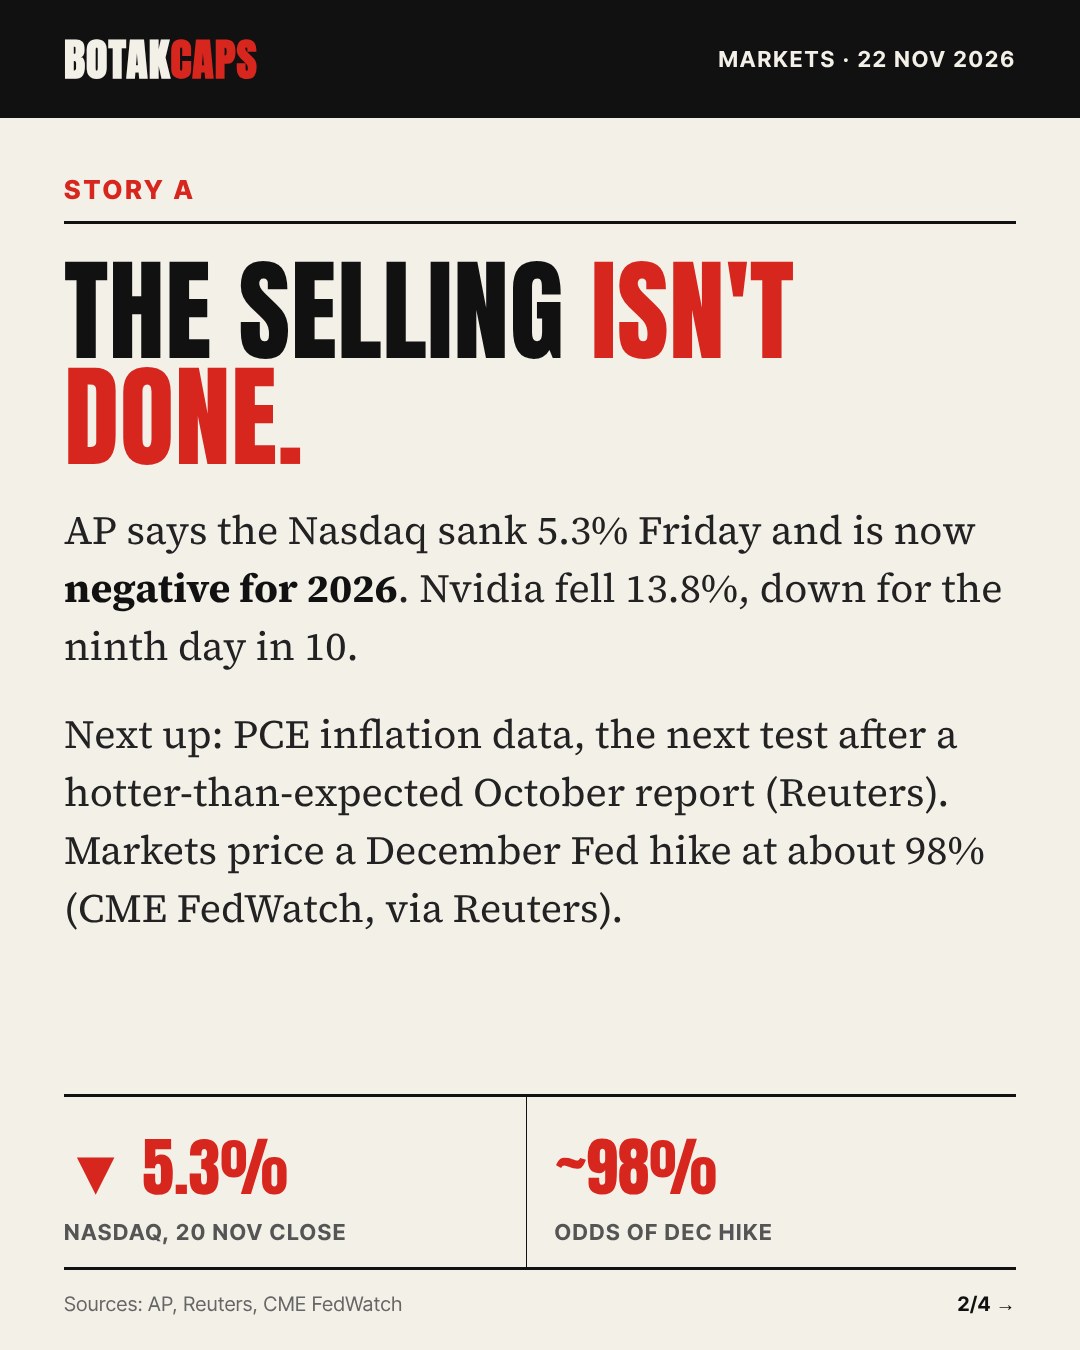 BOTAKCAPS
MARKETS · 22 NOV 2026
STORY A
THE SELLING ISN'T
DONE.
AP says the Nasdaq sank 5.3% Friday and is now
negative for 2026. Nvidia fell 13.8%, down for the
ninth day in 10.
Next up: PCE inflation data, the next test after a
hotter-than-expected October report (Reuters).
Markets price a December Fed hike at about 98%
(CME FedWatch, via Reuters).
▼ 5.3%
NASDAQ, 20 NOV CLOSE
~98%
ODDS OF DEC HIKE
Sources: AP, Reuters, CME FedWatch
2/4 →